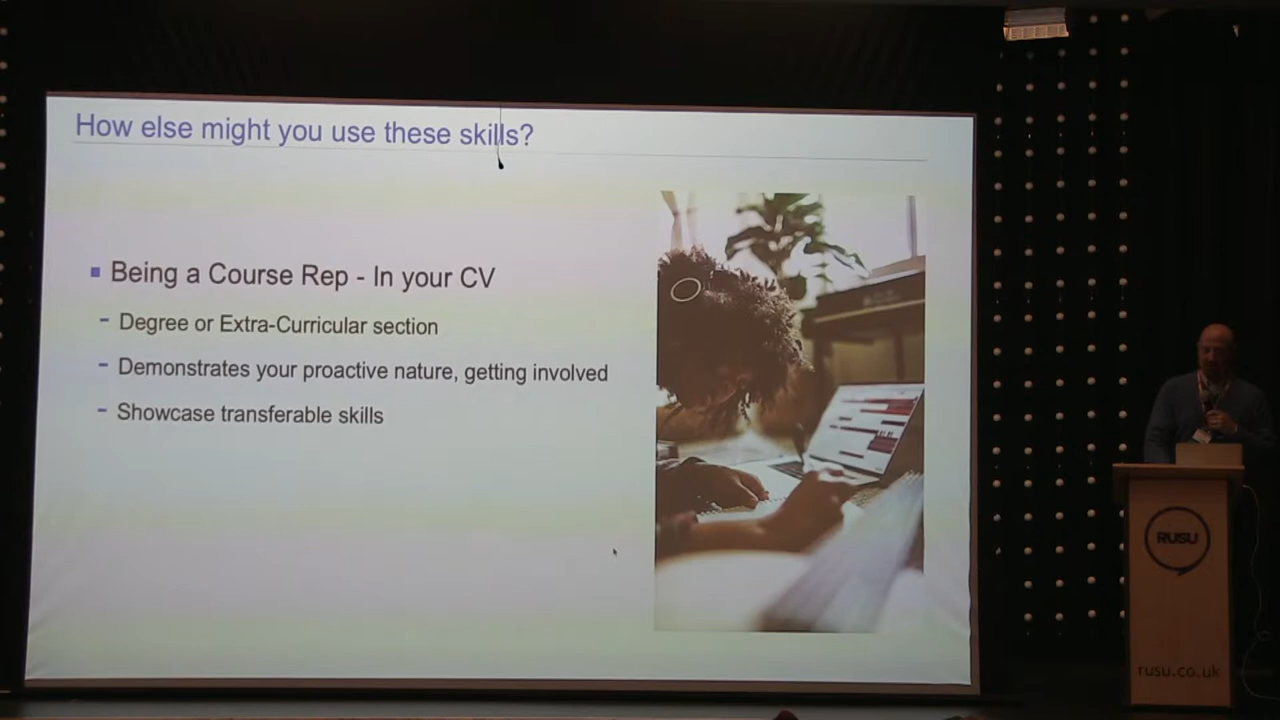 How else might you use these skills?
Being a Course Rep - In your CV
- Degree or Extra-Curricular section
- Demonstrates your proactive nature, getting involved
- Showcase transferable skills
RUSU
rusu.co.uk